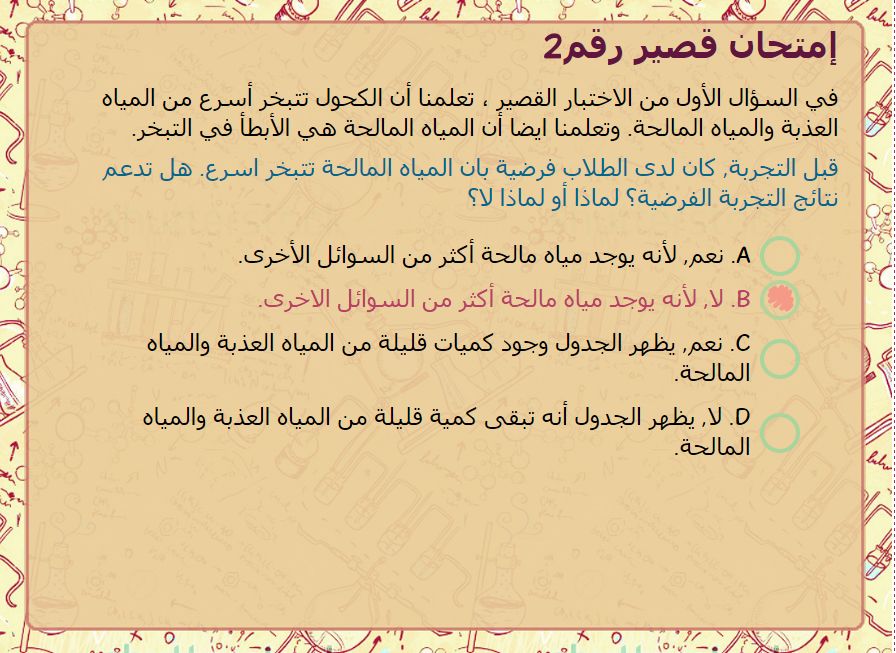 إمتحان قصير رقم2
في السؤال الأول من الاختبار القصير ، تعلمنا أن الكحول تتبخر أسرع من المياه
العذبة والمياه المالحة. وتعلمنا ايضا أن المياه المالحة هي الأبطأ في التبخر.
قبل التجربة, كان لدى الطلاب فرضية بان المياه المالحة تتبخر اسرع. هل تدعم
نتائج التجربة الفرضية؟ لماذا أو لماذا لا؟
A. نعم, لأنه يوجد مياه مالحة أكثر من السوائل الأخرى.
B. لا, لأنه يوجد مياه مالحة أكثر من السوائل الاخرى.
C. نعم, يظهر الجدول وجود كميات قليلة من المياه العذبة والمياه
المالحة.
D. لا, يظهر الجدول أنه تبقى كمية قليلة من المياه العذبة والمياه
المالحة.